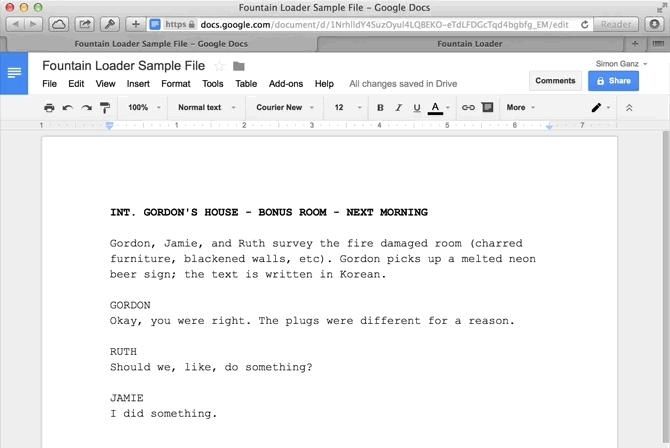 Fountain Loader Sample File – Google Docs
https docs.google.com/document/d/
Reader
Fountain Loader Sample File – Google Docs
Fountain Loader
Fountain Loader Sample File
Simon Ganz
File Edit View Insert Format Tools Table Add-ons Help All changes saved in Drive
Comments
Share
100% Normal text Courier New 12 B I U A More
1 1 2 3 4 5 6 7
INT. GORDON'S HOUSE - BONUS ROOM - NEXT MORNING
Gordon, Jamie, and Ruth survey the fire damaged room (charred
furniture, blackened walls, etc). Gordon picks up a melted neon
beer sign; the text is written in Korean.
GORDON
Okay, you were right. The plugs were different for a reason.
RUTH
Should we, like, do something?
JAMIE
I did something.